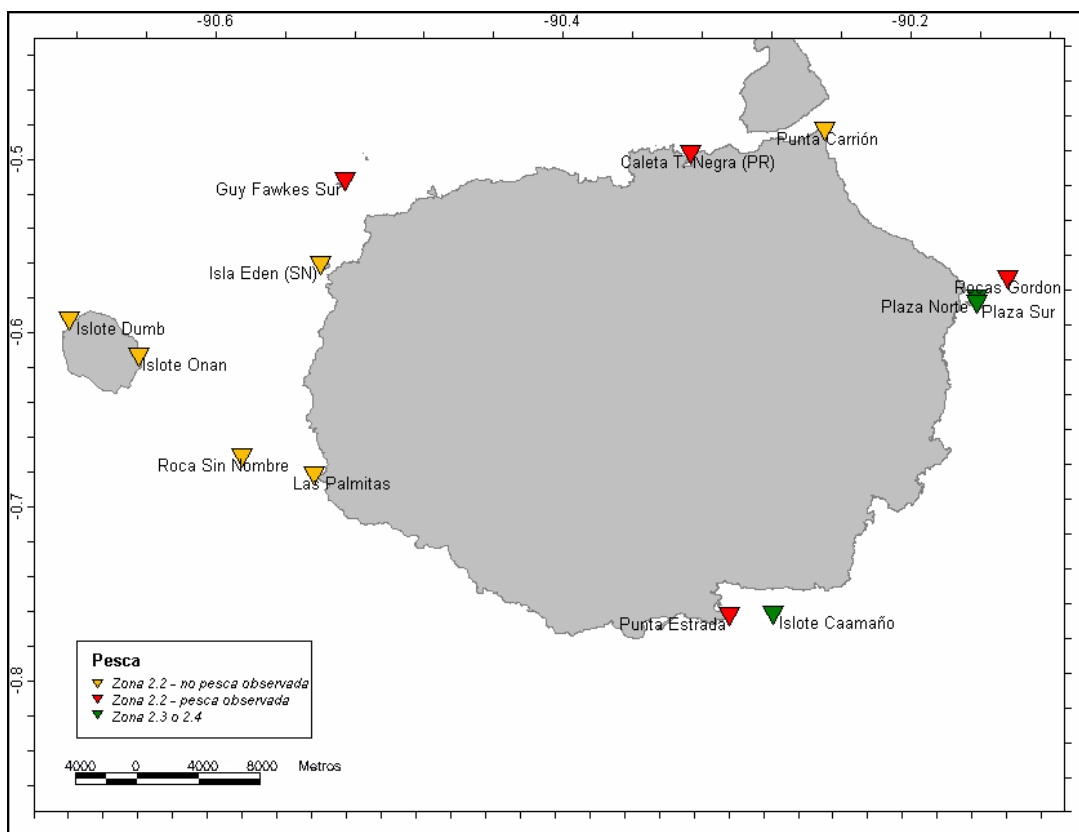 -90.6 -90.4 -90.2
Punta Carrión
-0.5
Caleta T. Negra (PR)
Guy Fawkes Sur
Isla Eden (SN)
Rocas Gordon
Plaza Norte
Plaza Sur
-0.6
Islote Dumb
Islote Onan
Roca Sin Nombre
Las Palmitas
-0.7
Punta Estrada
Islote Caamaño
-0.8
Pesca
Zona 2.2 - no pesca observada
Zona 2.2 - pesca observada
Zona 2.3 o 2.4
4000 0 4000 8000 Metros